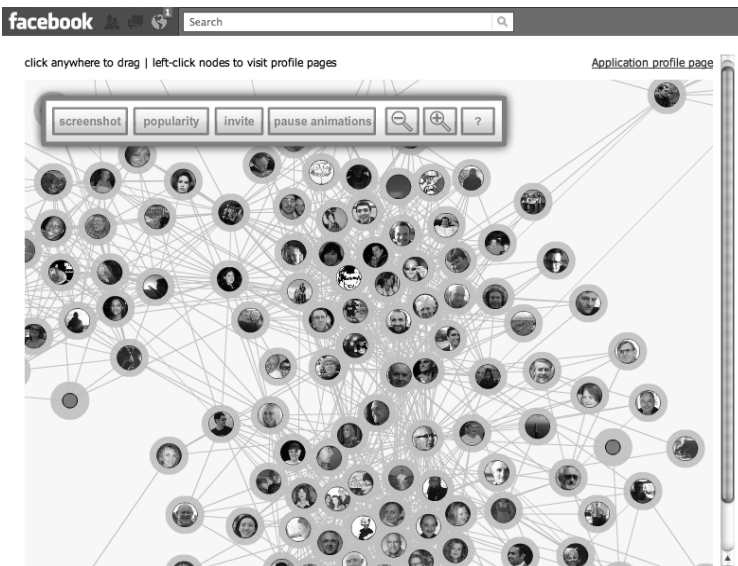 facebook 1 Search
click anywhere to drag | left-click nodes to visit profile pages Application profile page
screenshot popularity invite pause animations ?